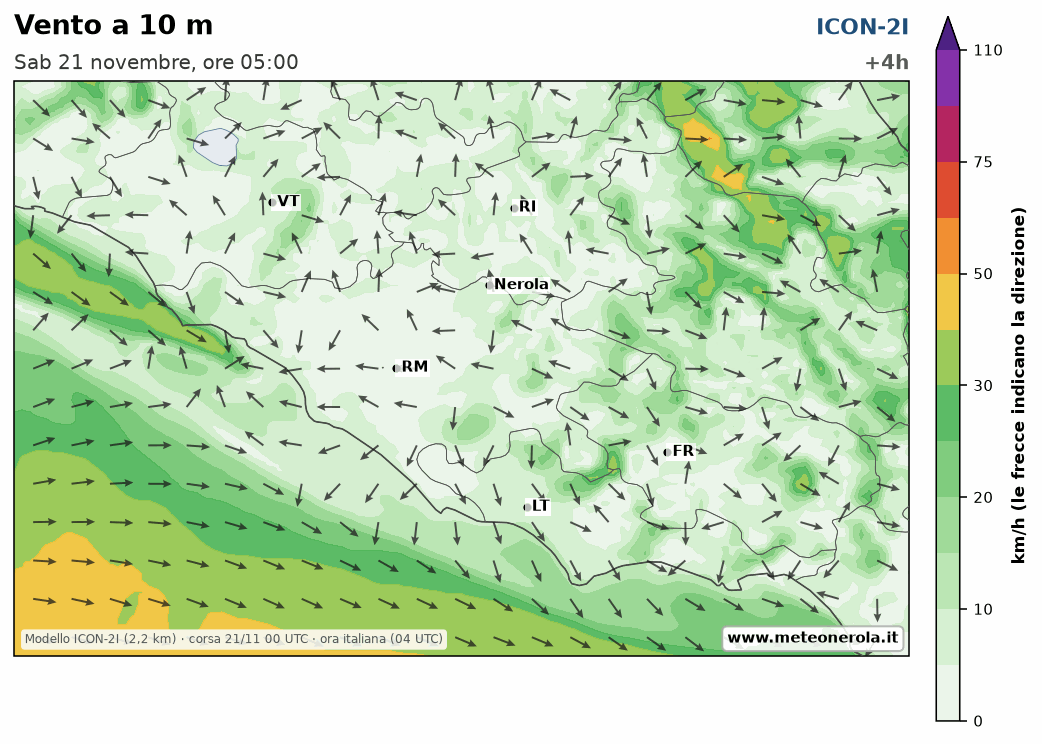 Vento a 10 m
ICON-2I
Sab 21 novembre, ore 05:00
+4h
110
75
50
30
20
10
0
km/h (le frecce indicano la direzione)
VT
RI
Nerola
RM
FR
LT
Modello ICON-2I (2,2 km) · corsa 21/11 00 UTC · ora italiana (04 UTC)
www.meteonerola.it